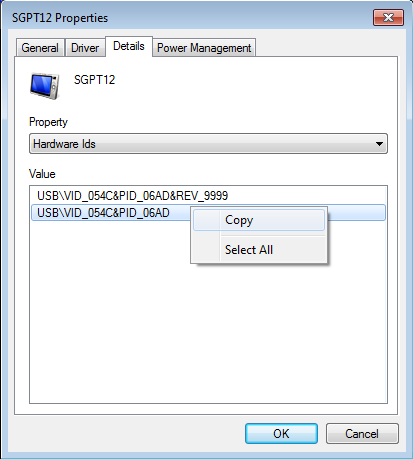 SGPT12 Properties
General Driver Details Power Management
SGPT12
Property
Hardware Ids
Value
USB\VID_054C&PID_06AD&REV_9999
USB\VID_054C&PID_06AD
Copy
Select All
OK Cancel